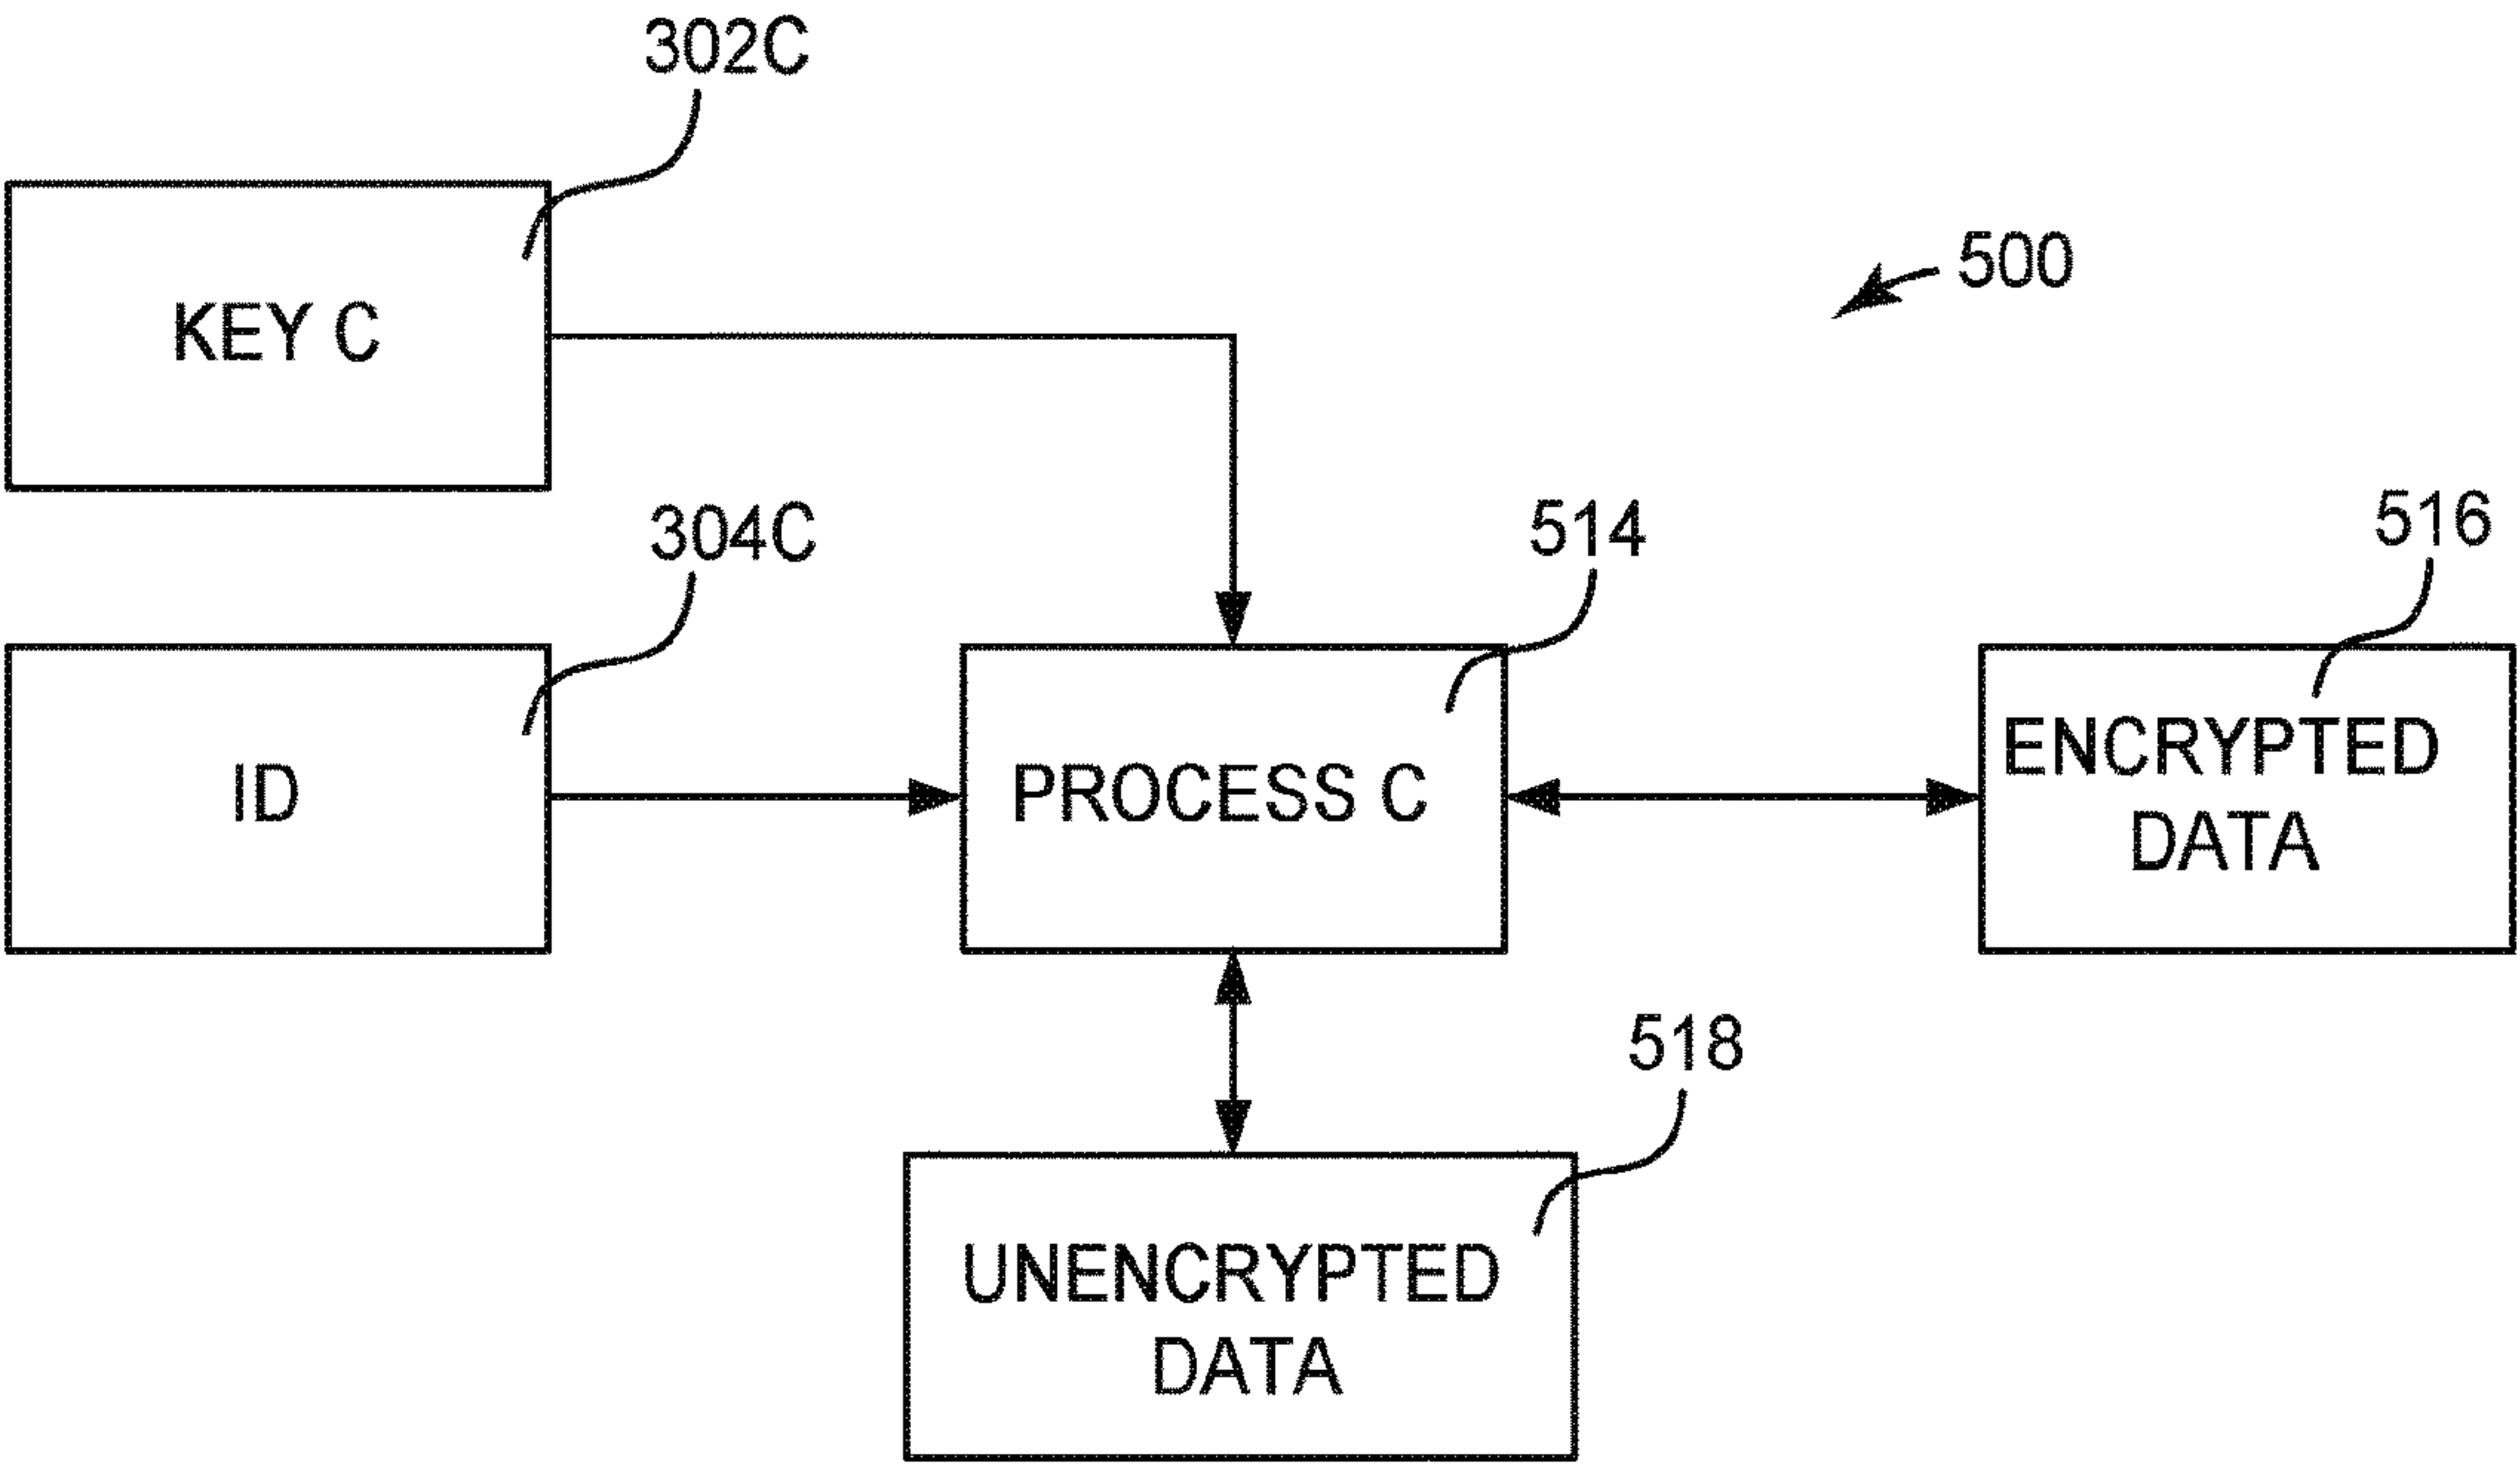 302C
500
KEY C
304C
514
516
ID
PROCESS C
ENCRYPTED
DATA
518
UNENCRYPTED
DATA